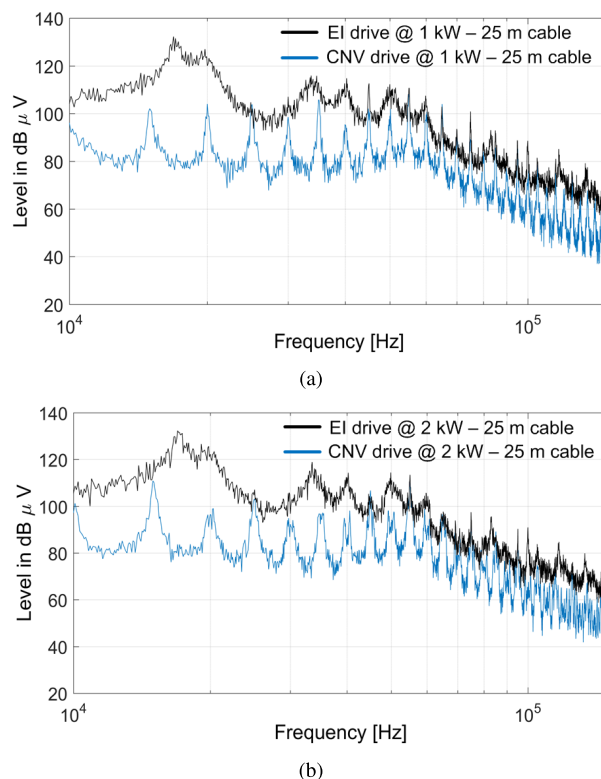 140
120
100
80
60
40
20
Level in dB μ V
EI drive @ 1 kW – 25 m cable
CNV drive @ 1 kW – 25 m cable
10^4
10^5
Frequency [Hz]
(a)
140
120
100
80
60
40
20
Level in dB μ V
EI drive @ 2 kW – 25 m cable
CNV drive @ 2 kW – 25 m cable
10^4
10^5
Frequency [Hz]
(b)